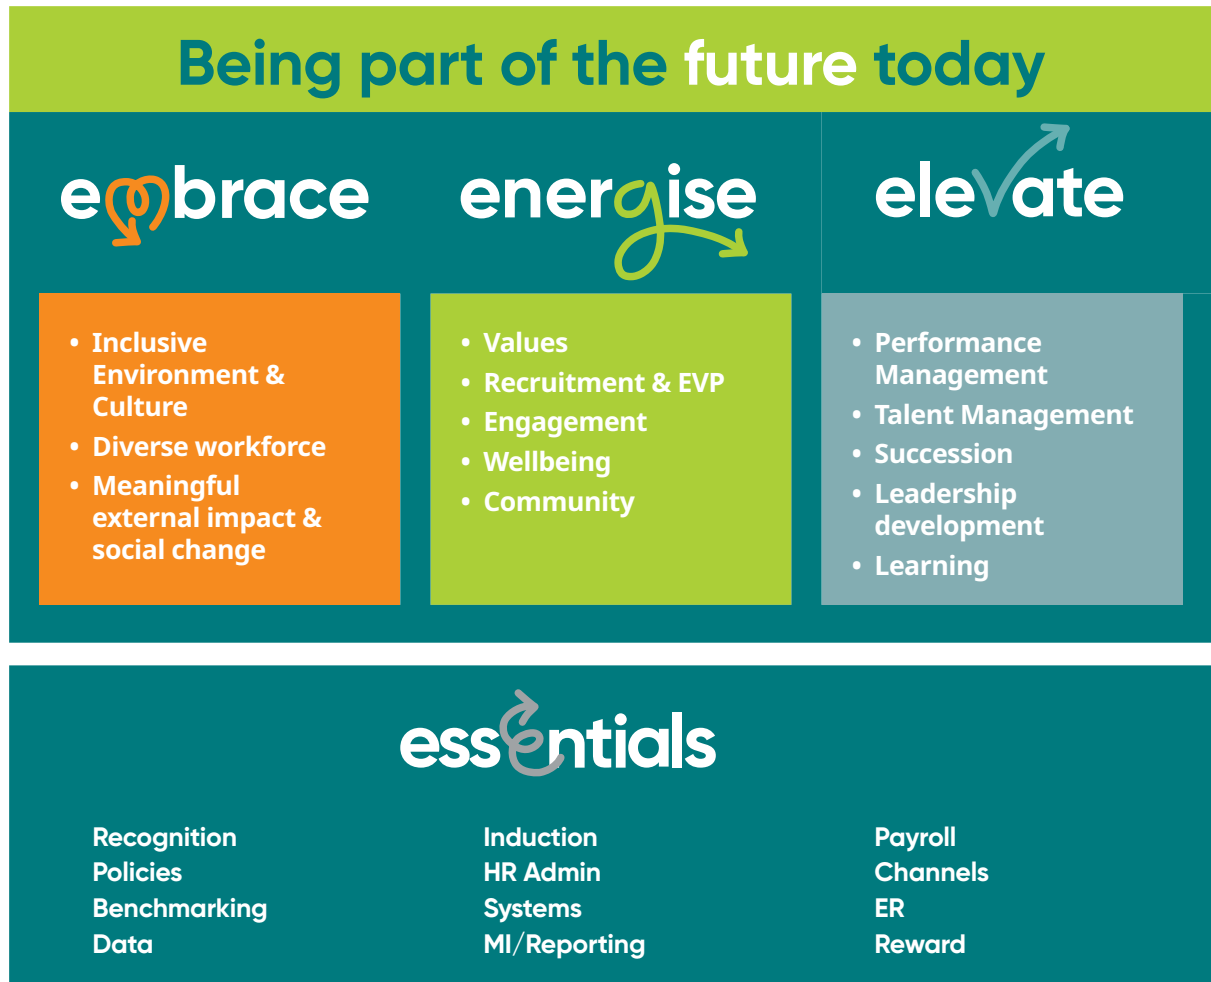 Being part of the future today
embrace
energise
elevate
• Inclusive
Environment &
Culture
• Diverse workforce
• Meaningful
external impact &
social change
• Values
• Recruitment & EVP
• Engagement
• Wellbeing
• Community
• Performance
Management
• Talent Management
• Succession
• Leadership
development
• Learning
essentials
Recognition
Policies
Benchmarking
Data
Induction
HR Admin
Systems
MI/Reporting
Payroll
Channels
ER
Reward